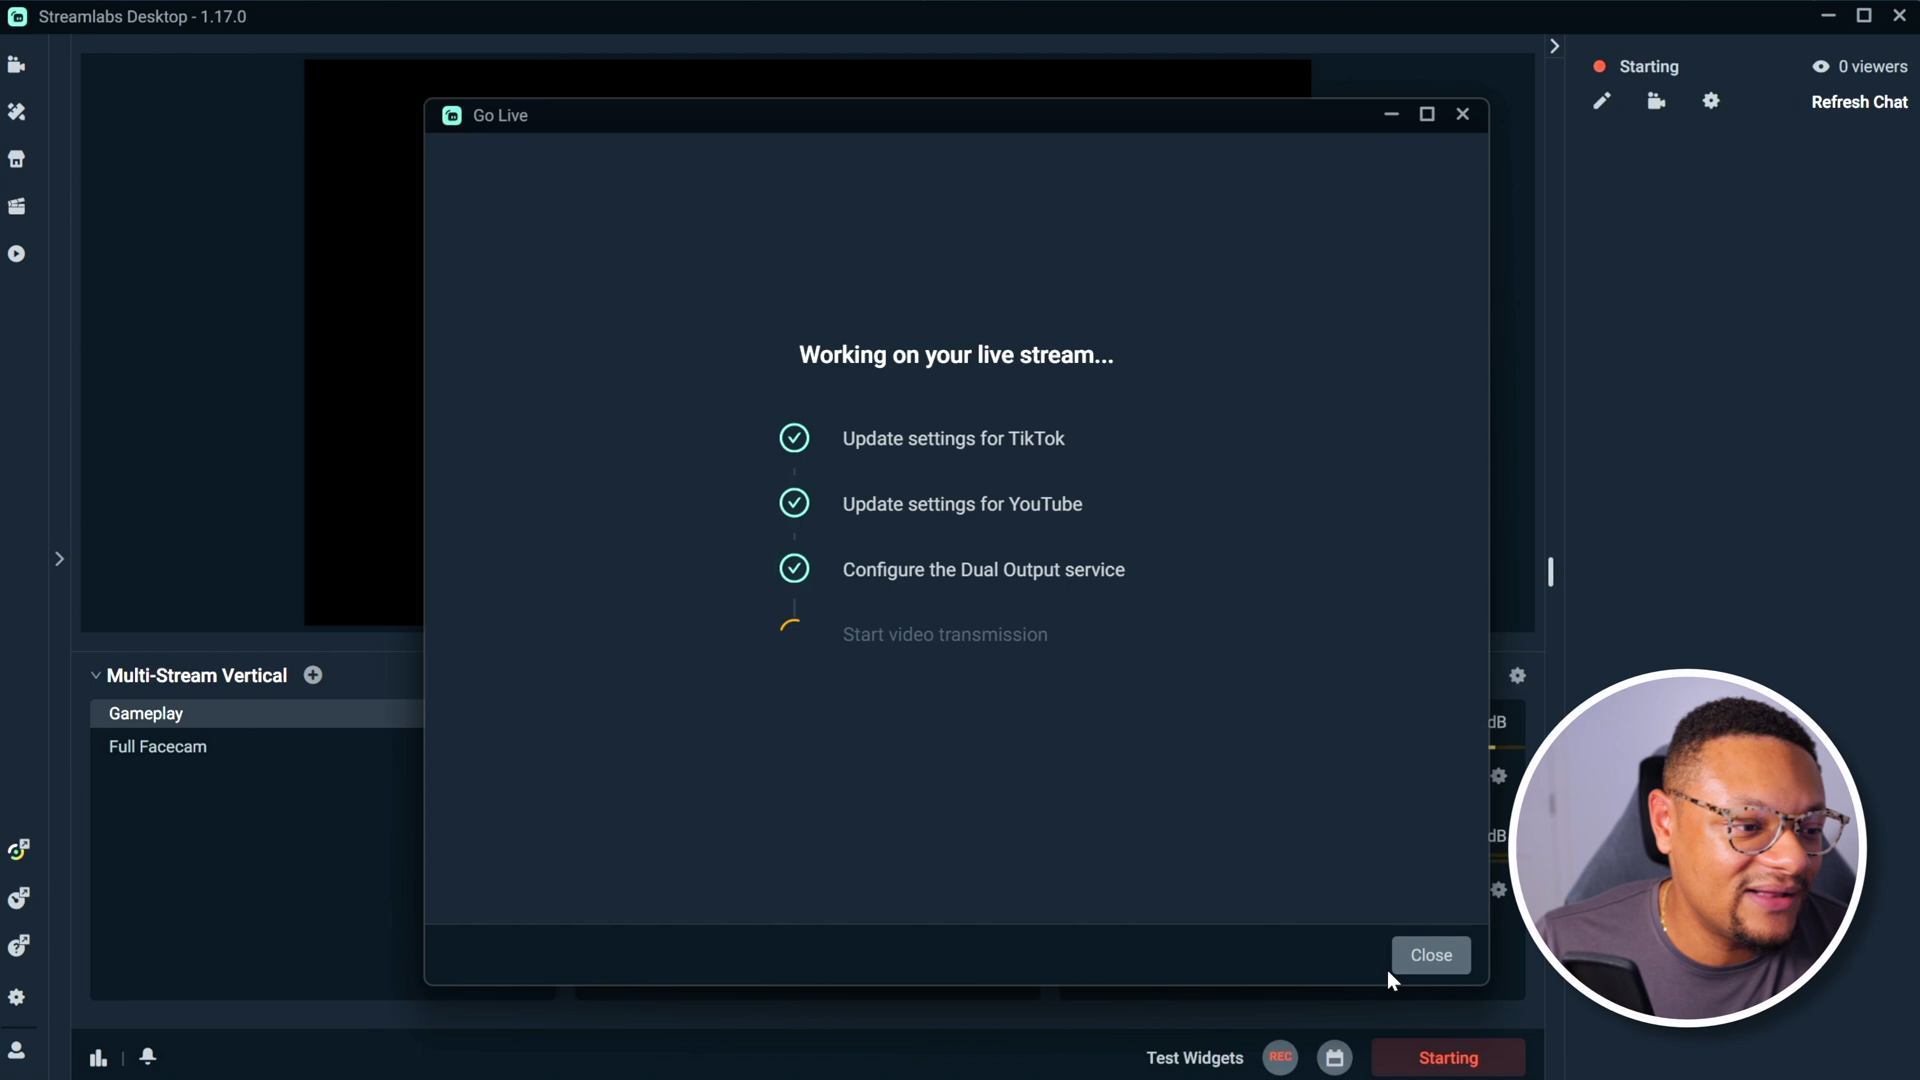 Streamlabs Desktop - 1.17.0
Starting
0 viewers
Refresh Chat
Go Live
Working on your live stream...
Update settings for TikTok
Update settings for YouTube
Configure the Dual Output service
Start video transmission
Multi-Stream Vertical
Gameplay
Full Facecam
dB
dB
Close
Test Widgets
REC
Starting